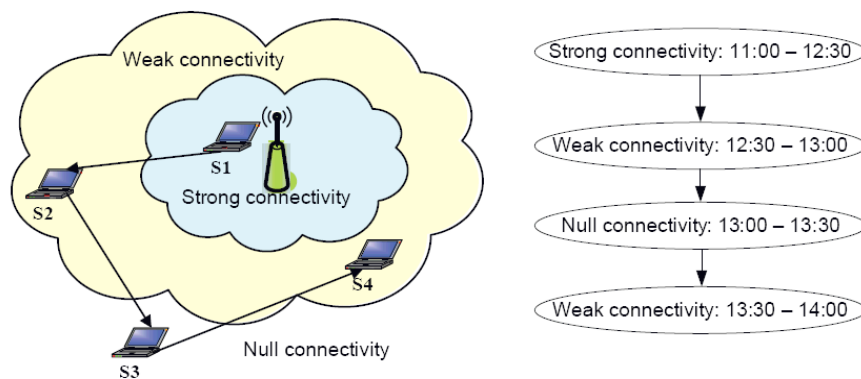 Weak connectivity
S1
Strong connectivity
S2
S4
S3
Null connectivity
Strong connectivity: 11:00 – 12:30
Weak connectivity: 12:30 – 13:00
Null connectivity: 13:00 – 13:30
Weak connectivity: 13:30 – 14:00